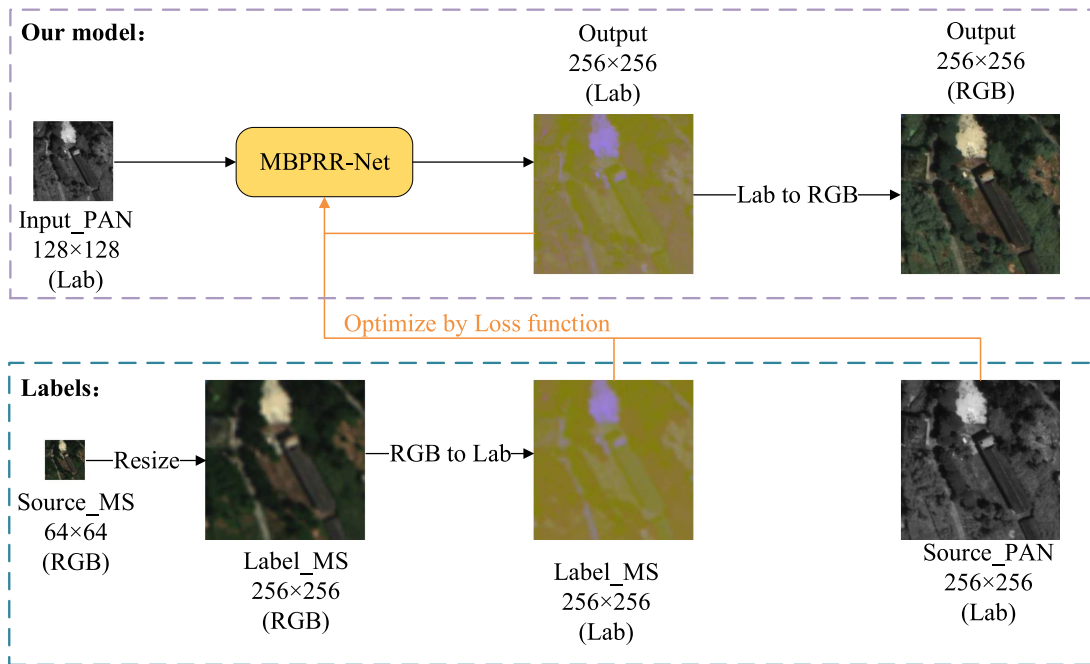 Our model：
Output
256×256
(Lab)
Output
256×256
(RGB)
MBPRR-Net
Lab to RGB
Input_PAN
128×128
(Lab)
Optimize by Loss function
Labels：
Resize
RGB to Lab
Source_MS
64×64
(RGB)
Label_MS
256×256
(RGB)
Label_MS
256×256
(Lab)
Source_PAN
256×256
(Lab)